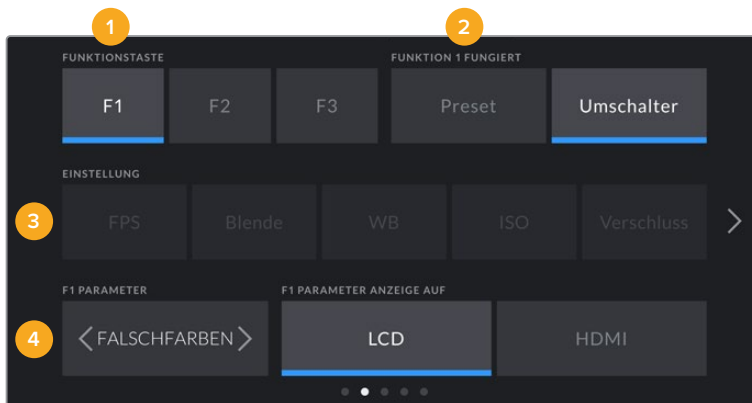 1
2
FUNKTIONSTASTE
FUNKTION 1 FUNGIERT
F1
F2
F3
Preset
Umschalter
EINSTELLUNG
3
FPS
Blende
WB
ISO
Verschluss
F1 PARAMETER
F1 PARAMETER ANZEIGE AUF
4
FALSCHFARBEN
LCD
HDMI